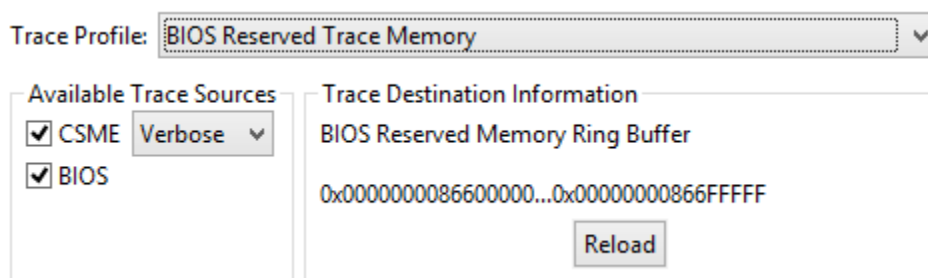 Trace Profile: BIOS Reserved Trace Memory
Available Trace Sources
CSME Verbose
BIOS
Trace Destination Information
BIOS Reserved Memory Ring Buffer
0x0000000086600000...0x00000000866FFFFF
Reload